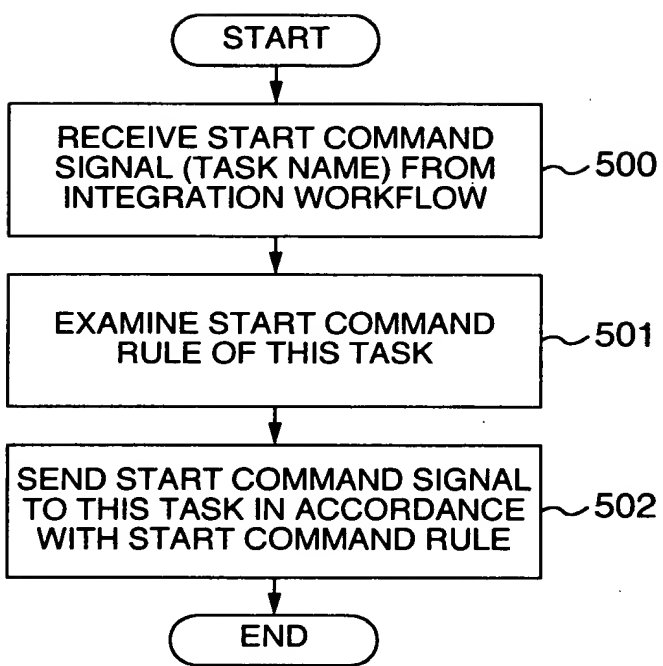 START
RECEIVE START COMMAND
SIGNAL (TASK NAME) FROM
INTEGRATION WORKFLOW
500
EXAMINE START COMMAND
RULE OF THIS TASK
501
SEND START COMMAND SIGNAL
TO THIS TASK IN ACCORDANCE
WITH START COMMAND RULE
502
END